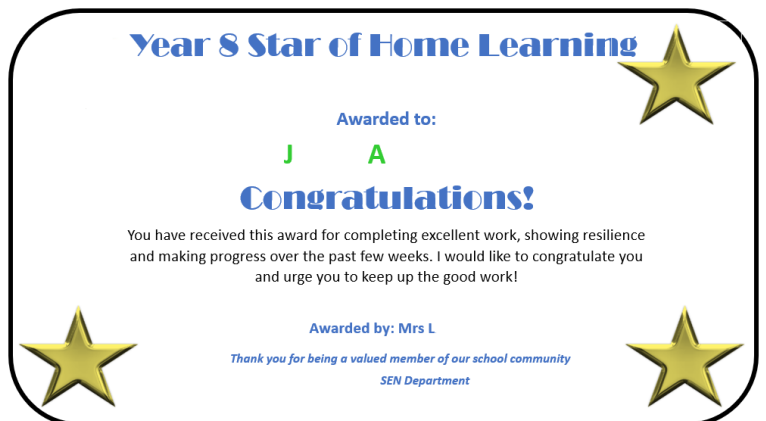 Year 8 Star of Home Learning
Awarded to:
J A
Congratulations!
You have received this award for completing excellent work, showing resilience
and making progress over the past few weeks. I would like to congratulate you
and urge you to keep up the good work!
Awarded by: Mrs L
Thank you for being a valued member of our school community
SEN Department